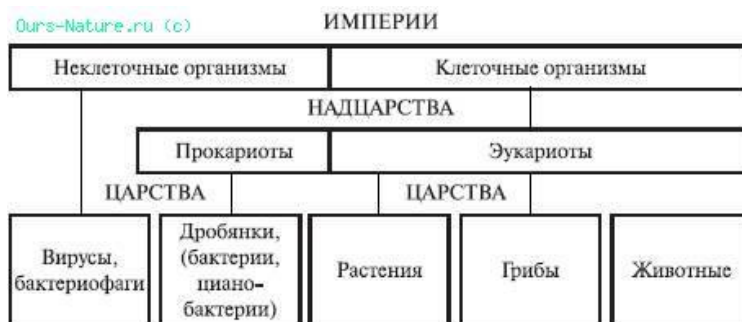 Ours-Nature.ru (c)
ИМПЕРИИ
Неклеточные организмы
Клеточные организмы
НАДЦАРСТВА
Прокариоты
Эукариоты
ЦАРСТВА
ЦАРСТВА
Вирусы,
бактериофаги
Дробянки,
(бактерии,
циано-
бактерии)
Растения
Грибы
Животные